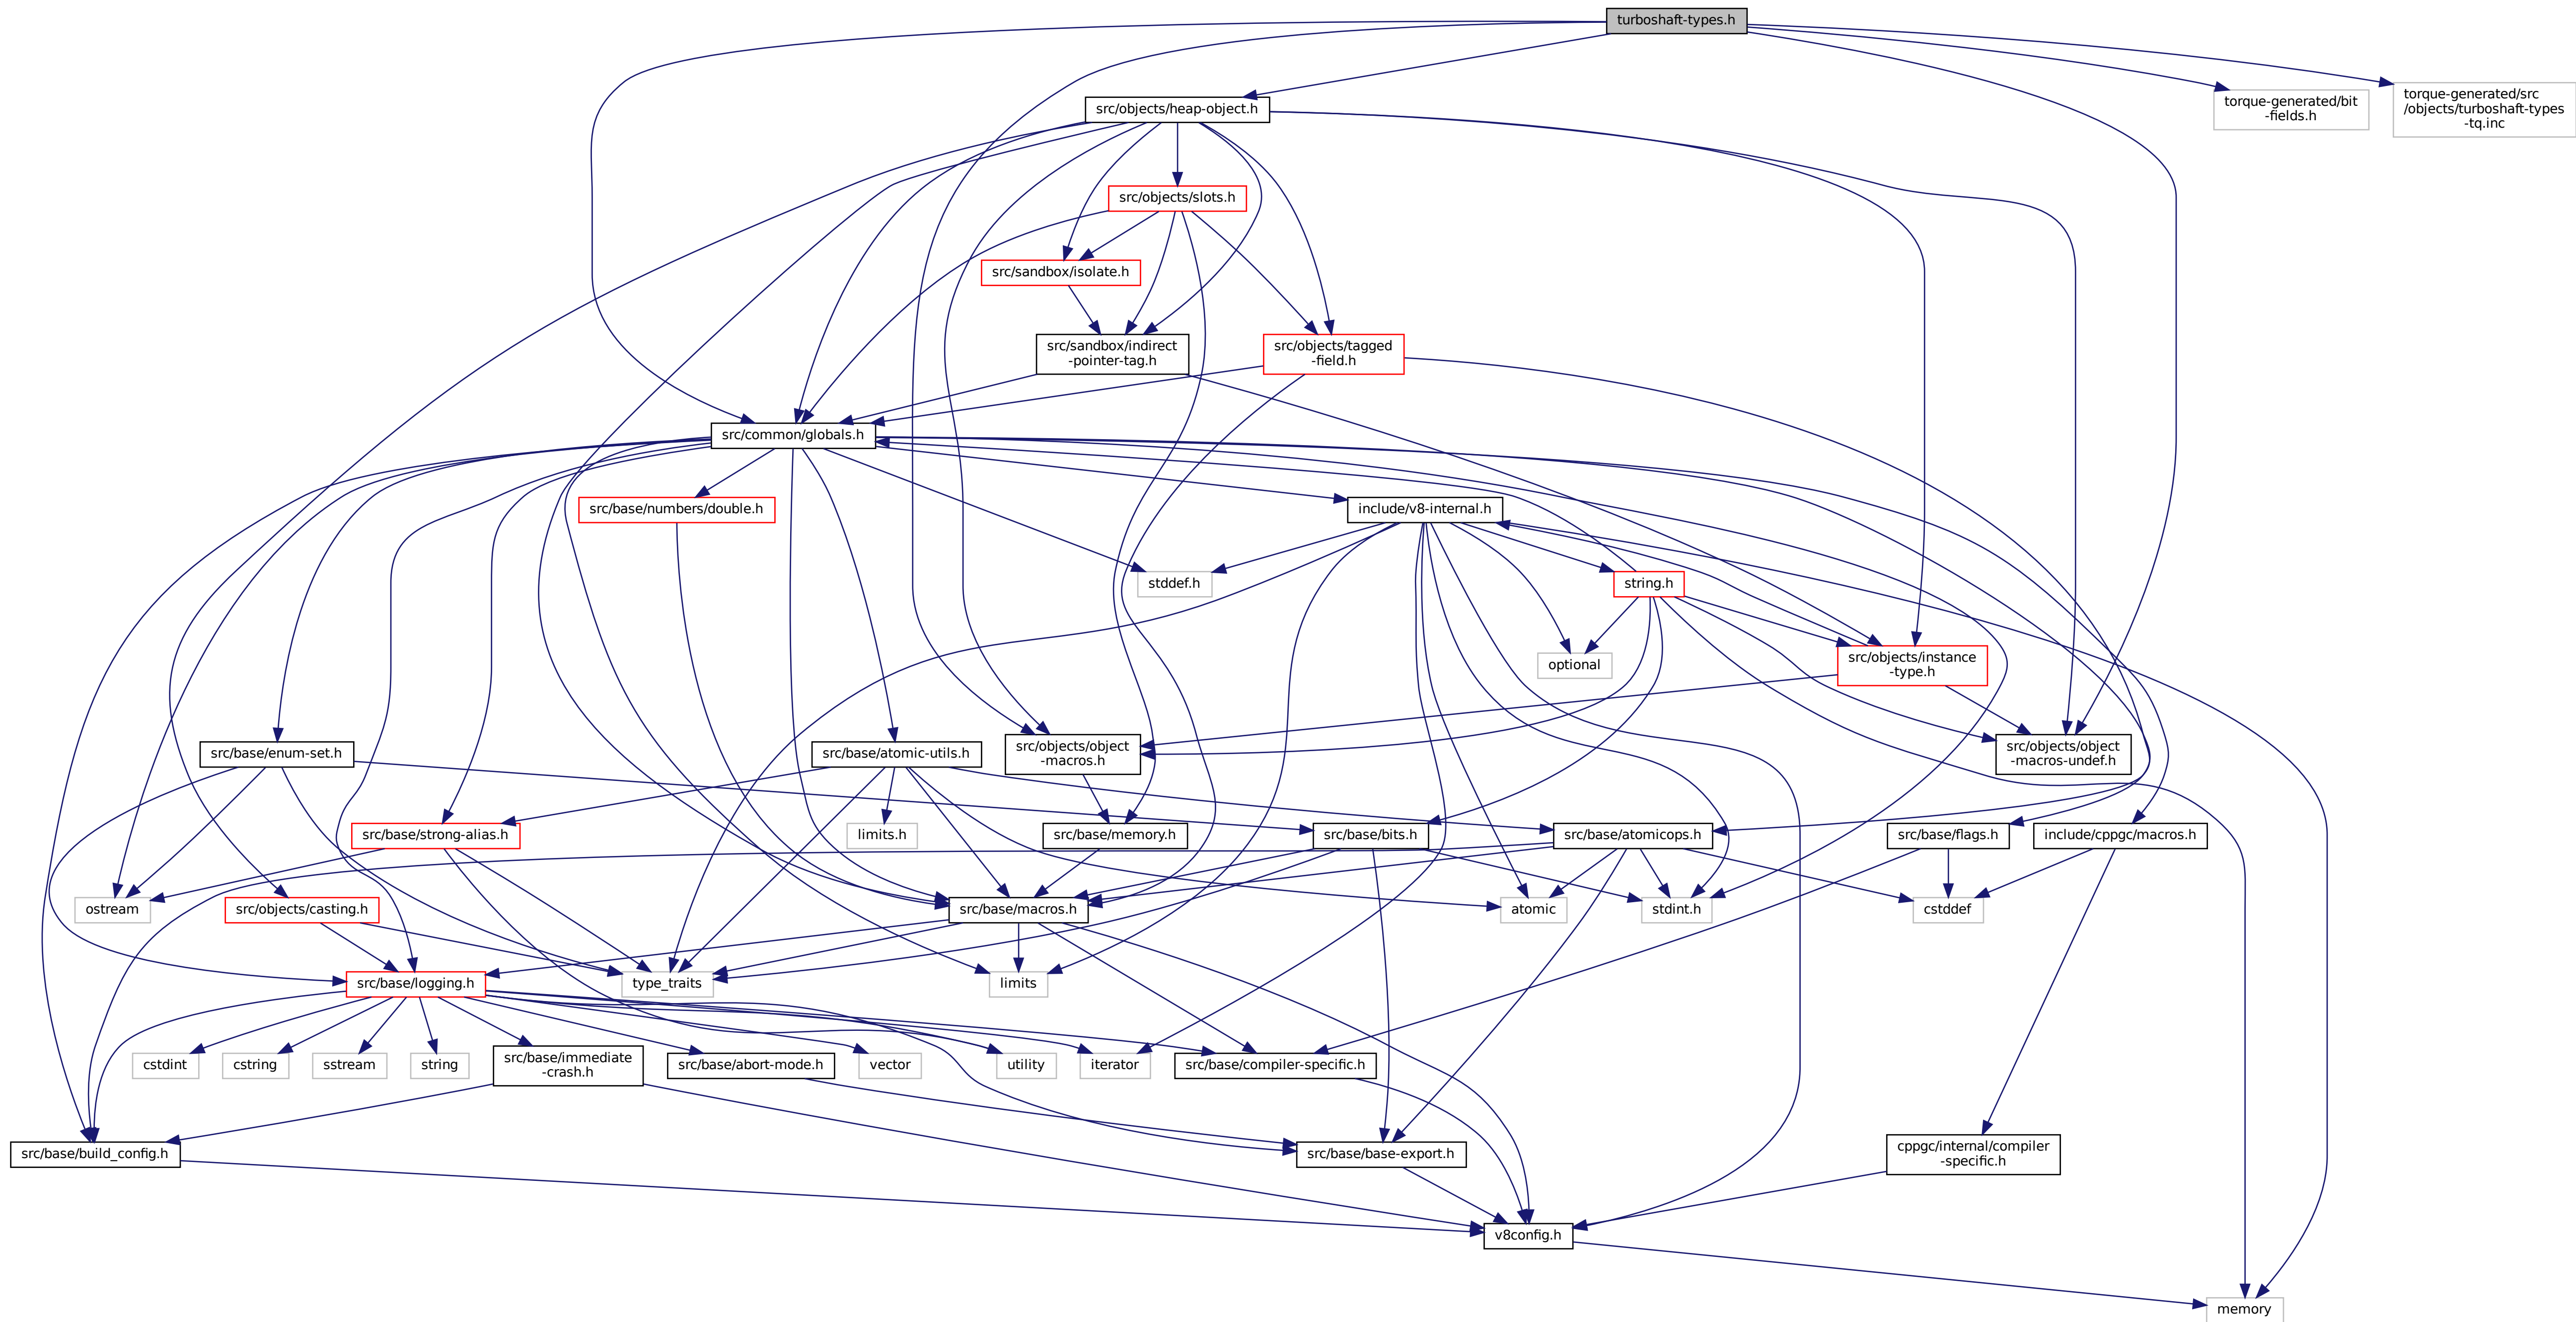 turboshaft-types.h
src/objects/heap-object.h
torque-generated/bit
-fields.h
torque-generated/src
/objects/turboshaft-types
-tq.inc
src/objects/slots.h
src/sandbox/isolate.h
src/sandbox/indirect
-pointer-tag.h
src/objects/tagged
-field.h
src/common/globals.h
src/base/numbers/double.h
include/v8-internal.h
stddef.h
string.h
optional
src/objects/instance
-type.h
src/base/enum-set.h
src/base/atomic-utils.h
src/objects/object
-macros.h
src/objects/object
-macros-undef.h
src/base/strong-alias.h
limits.h
src/base/memory.h
src/base/bits.h
src/base/atomicops.h
src/base/flags.h
include/cppgc/macros.h
ostream
src/objects/casting.h
src/base/macros.h
atomic
stdint.h
cstddef
src/base/logging.h
type_traits
limits
cstdint
cstring
sstream
string
src/base/immediate
-crash.h
src/base/abort-mode.h
vector
utility
iterator
src/base/compiler-specific.h
src/base/build_config.h
src/base/base-export.h
cppgc/internal/compiler
-specific.h
v8config.h
memory